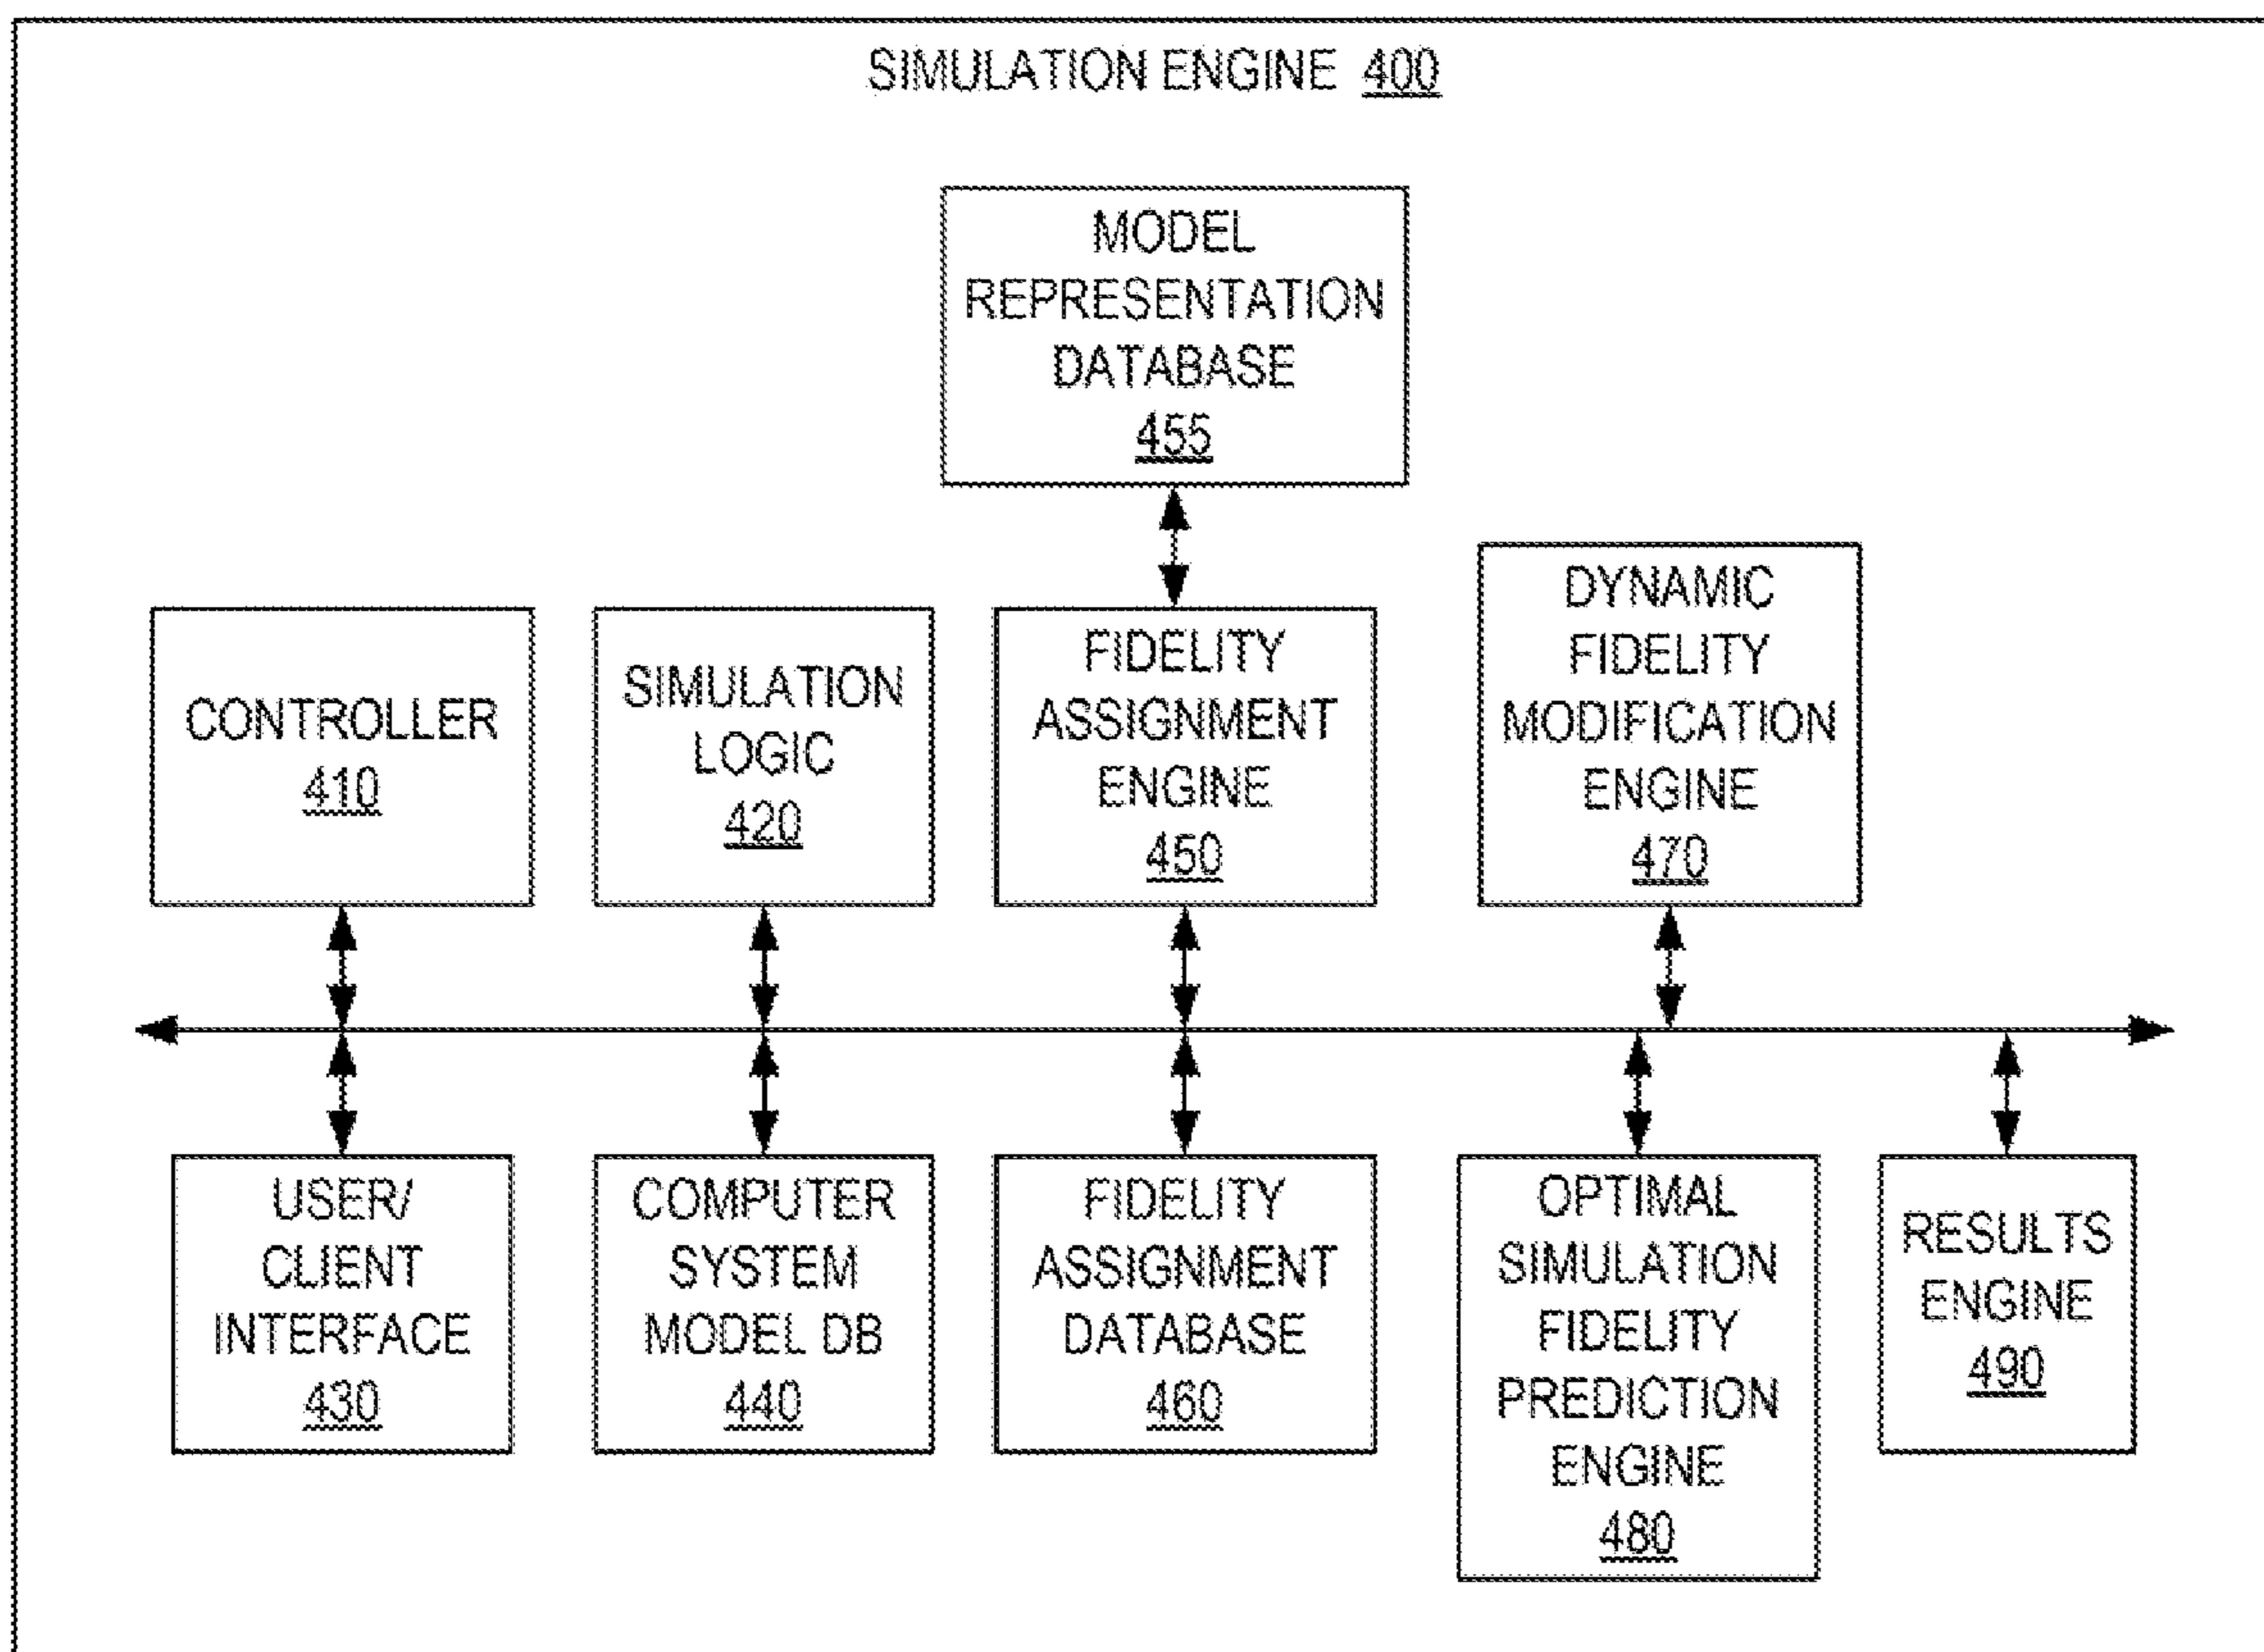 SIMULATION ENGINE 400
MODEL
REPRESENTATION
DATABASE
455
CONTROLLER
410
SIMULATION
LOGIC
420
FIDELITY
ASSIGNMENT
ENGINE
450
DYNAMIC
FIDELITY
MODIFICATION
ENGINE
470
USER/
CLIENT
INTERFACE
430
COMPUTER
SYSTEM
MODEL DB
440
FIDELITY
ASSIGNMENT
DATABASE
460
OPTIMAL
SIMULATION
FIDELITY
PREDICTION
ENGINE
480
RESULTS
ENGINE
490